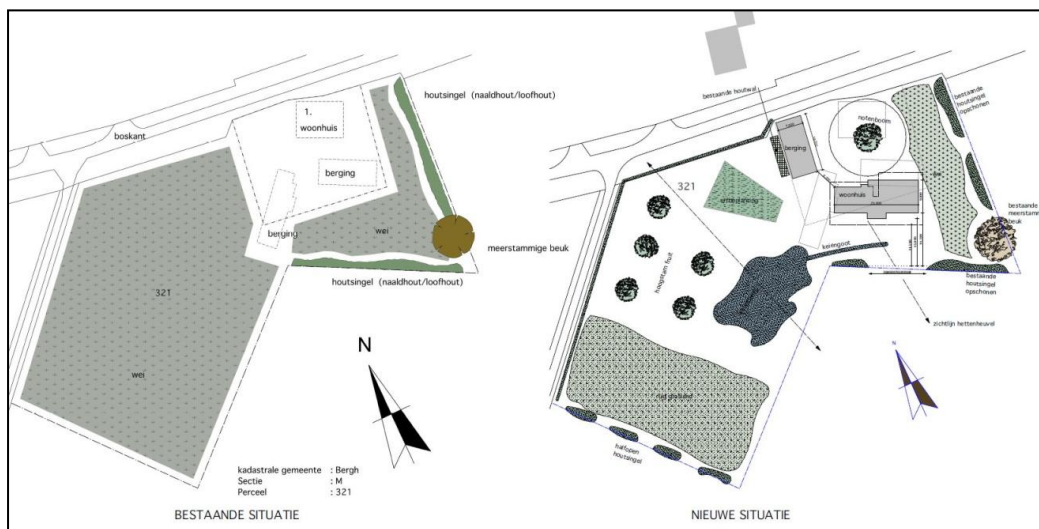 houtsingel (naaldhout/loofhout)
boskant
1.
woonhuis
berging
berging
wei
meerstammige beuk
houtsingel (naaldhout/loofhout)
321
wei
N
kadastrale gemeente : Bergh
Sectie : M
Perceel : 321
BESTAANDE SITUATIE
bestaande houtwal
notenboom
bestaande
houtsingel
opschonen
berging
321
woonhuis
bestaande
meerstammige
beuk
keiengoot
hoogstam fruit
bestaande
houtsingel
opschonen
zichtlijn hettenheuvel
N
halfopen
houtsingel
NIEUWE SITUATIE